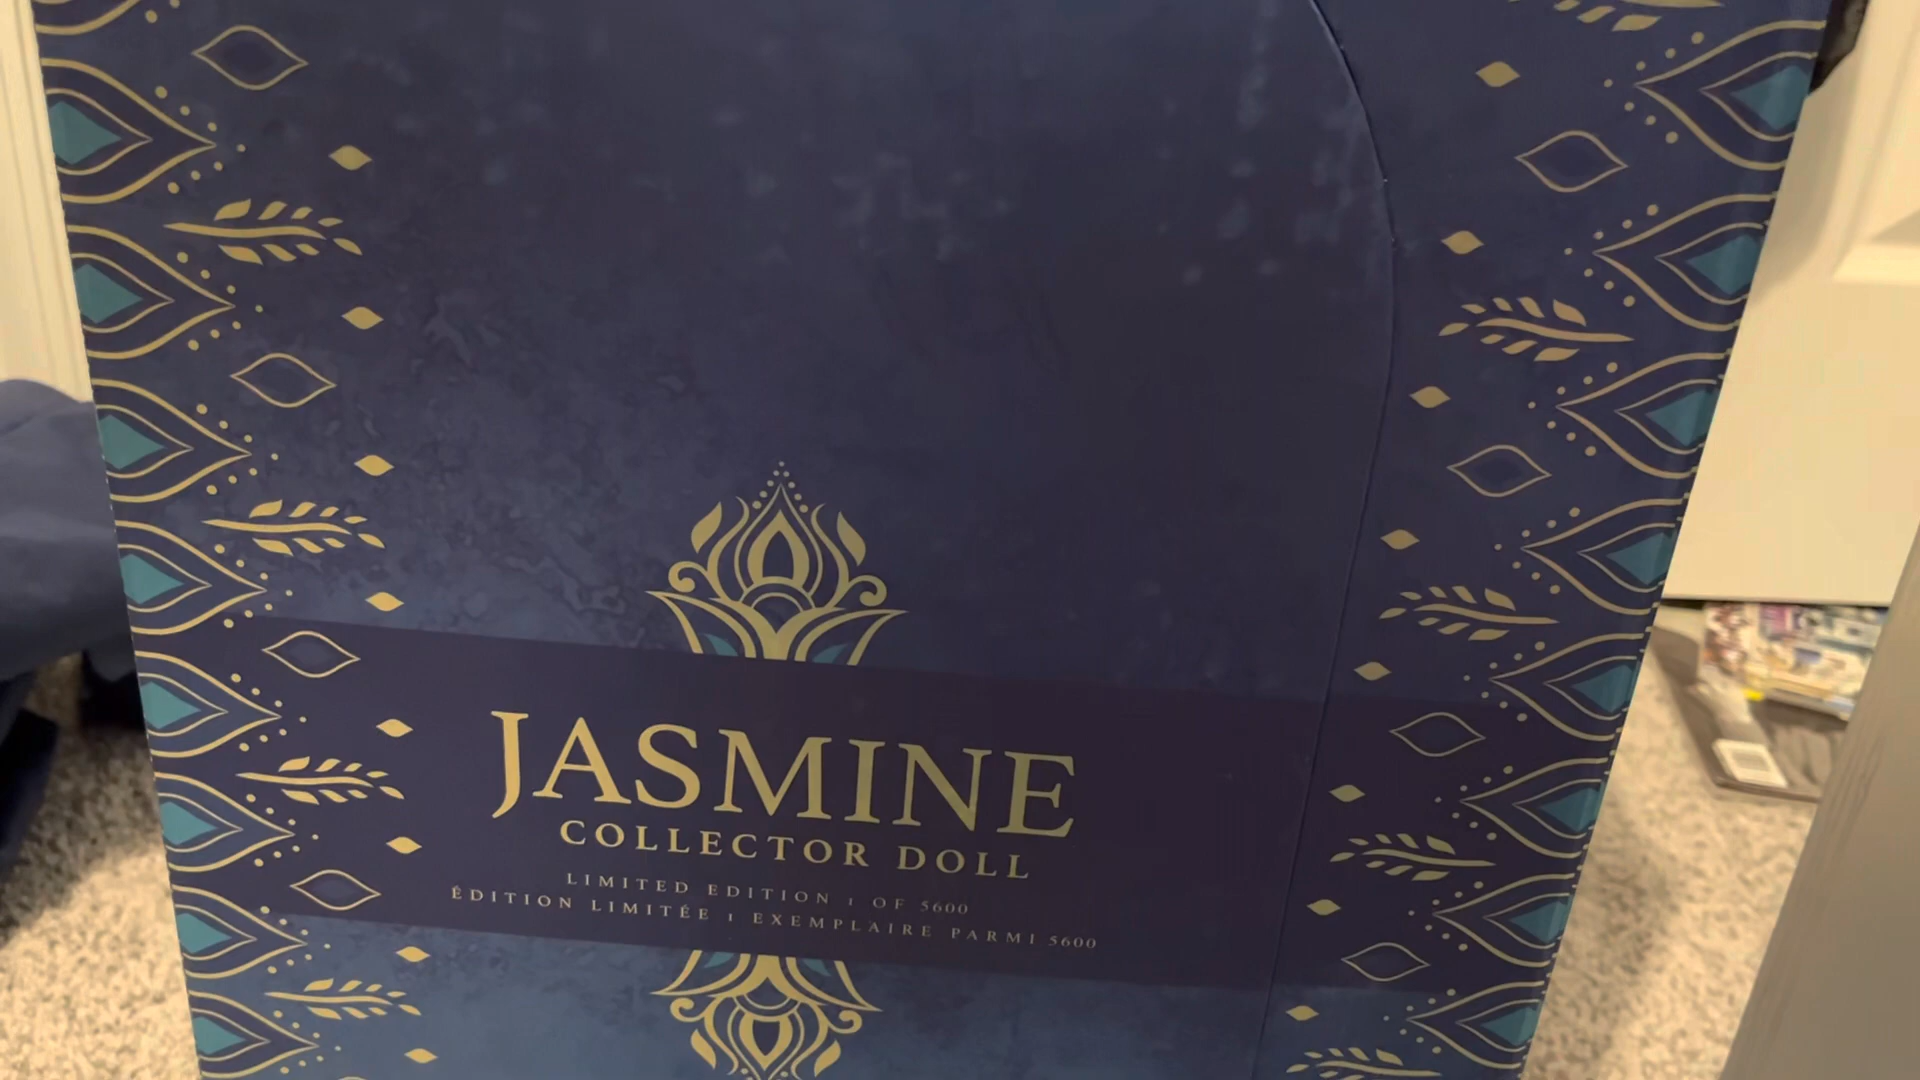 JASMINE
COLLECTOR DOLL
LIMITED EDITION 1 OF 5600
ÉDITION LIMITÉE 1 EXEMPLAIRE PARMI 5600